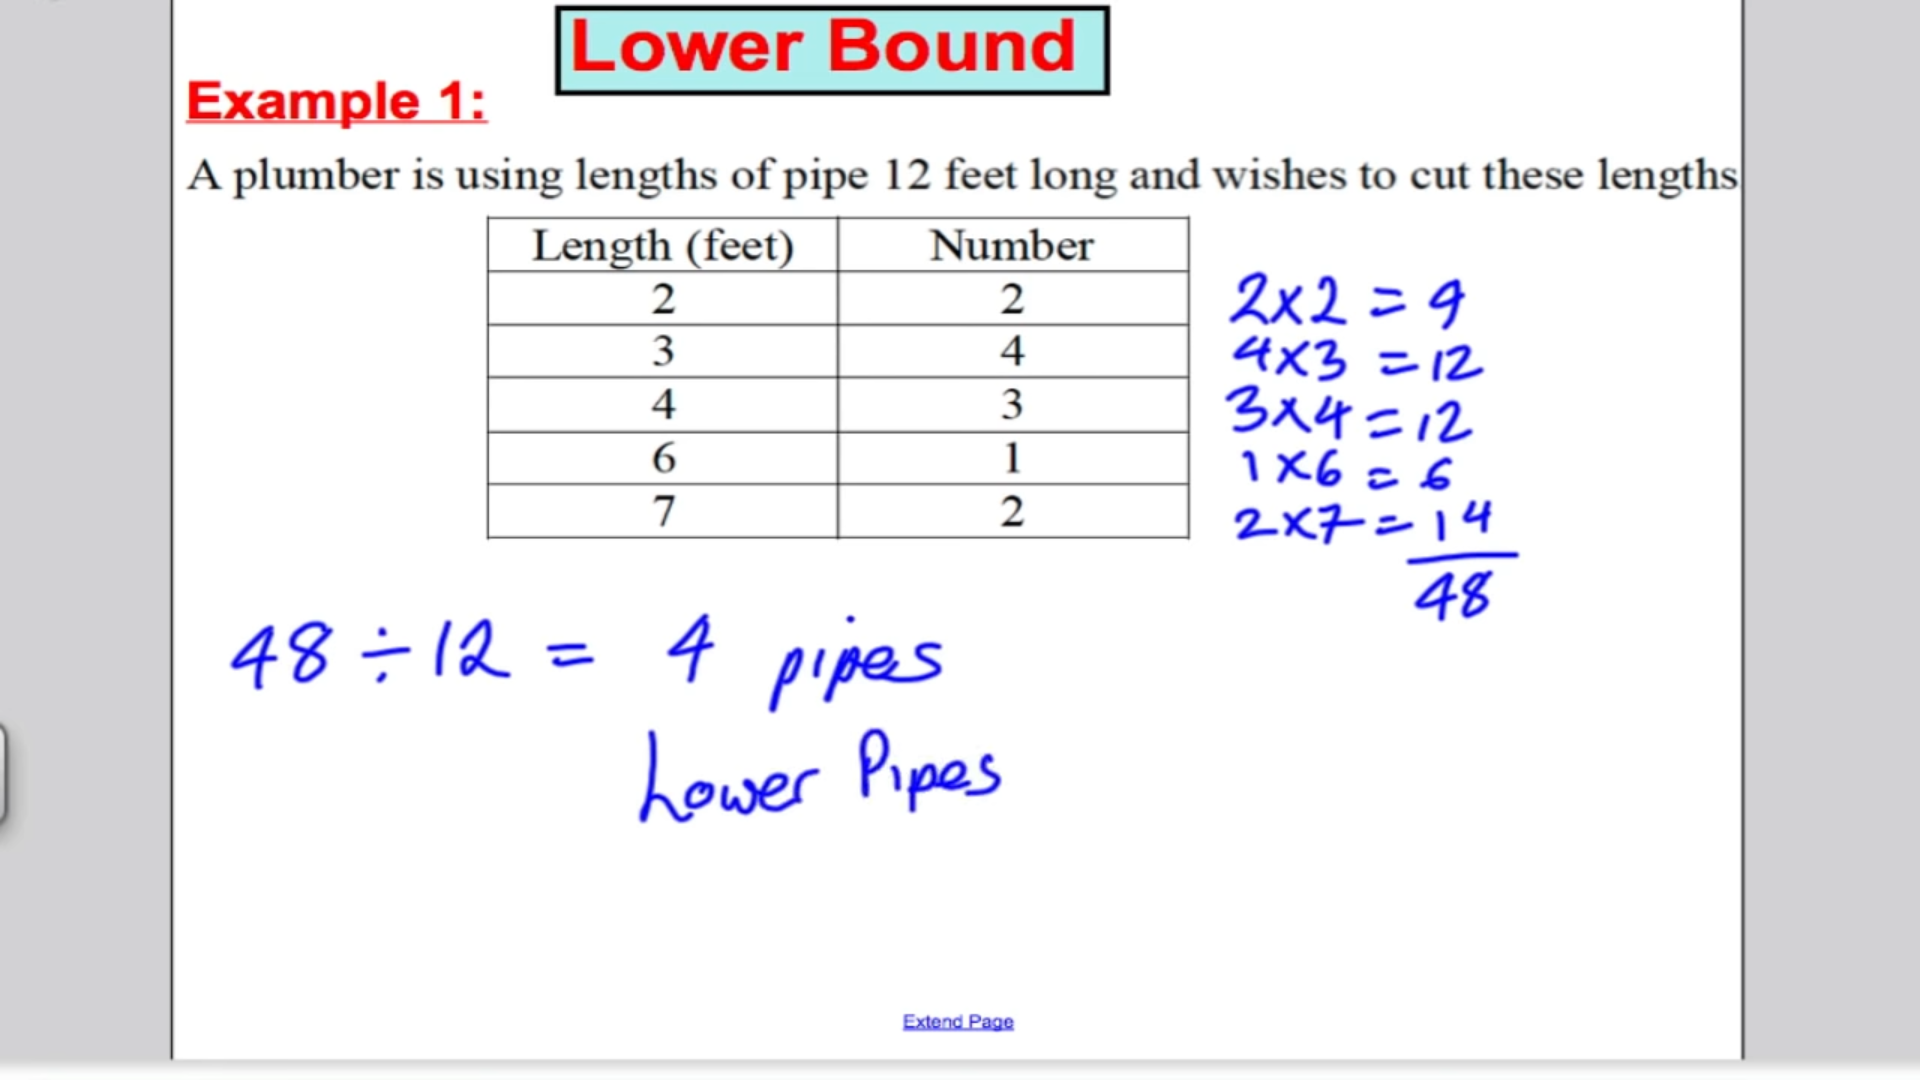 Lower Bound
Example 1:
A plumber is using lengths of pipe 12 feet long and wishes to cut these lengths
Length (feet) Number
2 2
3 4
4 3
6 1
7 2
2x2 = 4
4x3 = 12
3x4 = 12
1x6 = 6
2x7 = 14
48
48 ÷ 12 = 4 pipes
Lower Pipes
Extend Page